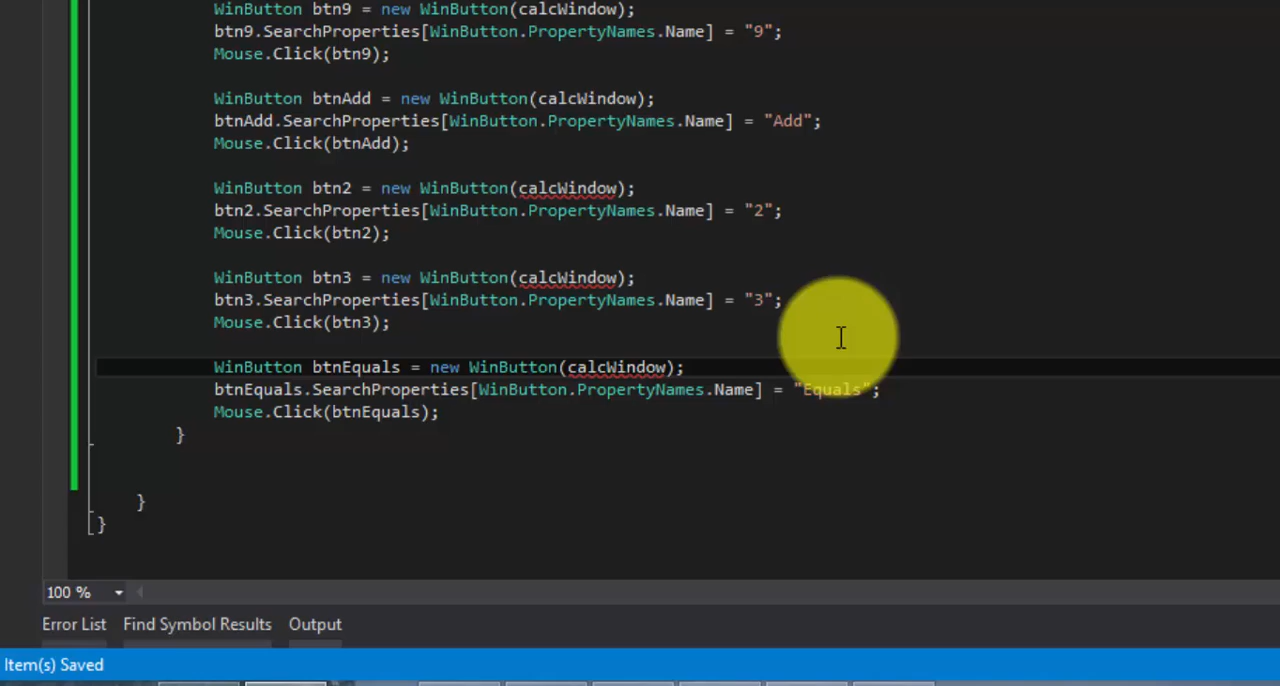 WinButton btn9 = new WinButton(calcWindow);
btn9.SearchProperties[WinButton.PropertyNames.Name] = "9";
Mouse.Click(btn9);
WinButton btnAdd = new WinButton(calcWindow);
btnAdd.SearchProperties[WinButton.PropertyNames.Name] = "Add";
Mouse.Click(btnAdd);
WinButton btn2 = new WinButton(calcWindow);
btn2.SearchProperties[WinButton.PropertyNames.Name] = "2";
Mouse.Click(btn2);
WinButton btn3 = new WinButton(calcWindow);
btn3.SearchProperties[WinButton.PropertyNames.Name] = "3";
Mouse.Click(btn3);
WinButton btnEquals = new WinButton(calcWindow);
btnEquals.SearchProperties[WinButton.PropertyNames.Name] = "Equals";
Mouse.Click(btnEquals);
}
}
}
100 %
Error List Find Symbol Results Output
Item(s) Saved